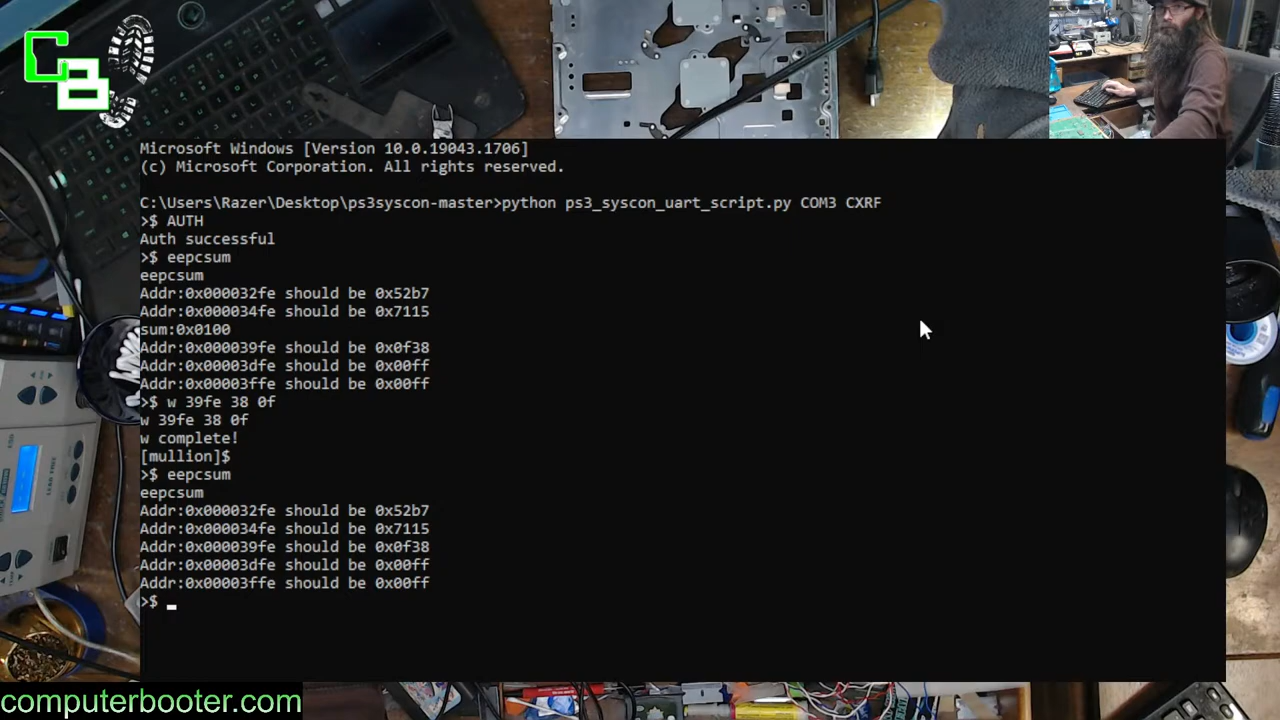 CB
Microsoft Windows [Version 10.0.19043.1706]
(c) Microsoft Corporation. All rights reserved.
C:\Users\Razer\Desktop\ps3syscon-master>python ps3_syscon_uart_script.py COM3 CXRF
>$ AUTH
Auth successful
>$ eepcsum
eepcsum
Addr:0x000032fe should be 0x52b7
Addr:0x000034fe should be 0x7115
sum:0x0100
Addr:0x000039fe should be 0x0f38
Addr:0x00003dfe should be 0x00ff
Addr:0x00003ffe should be 0x00ff
>$ w 39fe 38 0f
w 39fe 38 0f
w complete!
[mullion]$
>$ eepcsum
eepcsum
Addr:0x000032fe should be 0x52b7
Addr:0x000034fe should be 0x7115
Addr:0x000039fe should be 0x0f38
Addr:0x00003dfe should be 0x00ff
Addr:0x00003ffe should be 0x00ff
>$ _
computerbooter.com